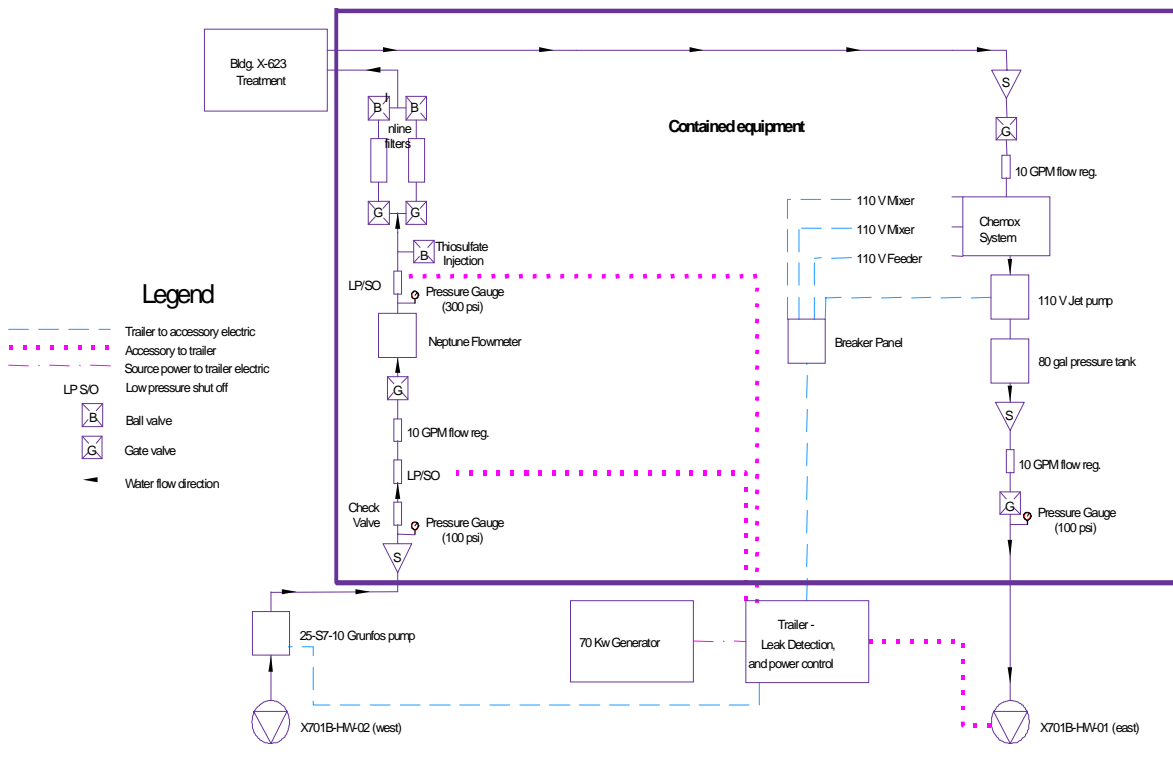 Bldg. X-623
Treatment
B
B
I
nline
filters
G
G
Thiosulfate
Injection
B
LP/SO
Pressure Gauge
(300 psi)
Neptune Flowmeter
G
10 GPM flow reg.
LP/SO
Check
Valve
Pressure Gauge
(100 psi)
S
25-S7-10 Grunfos pump
X701B-HW-02 (west)
Contained equipment
S
G
10 GPM flow reg.
110 V Mixer
110 V Mixer
110 V Feeder
Chemox
System
110 V Jet pump
Breaker Panel
80 gal pressure tank
S
10 GPM flow reg.
G
Pressure Gauge
(100 psi)
70 Kw Generator
Trailer -
Leak Detection,
and power control
X701B-HW-01 (east)
Legend
Trailer to accessory electric
Accessory to trailer
Source power to trailer electric
LP S/O Low pressure shut off
B Ball valve
G Gate valve
Water flow direction